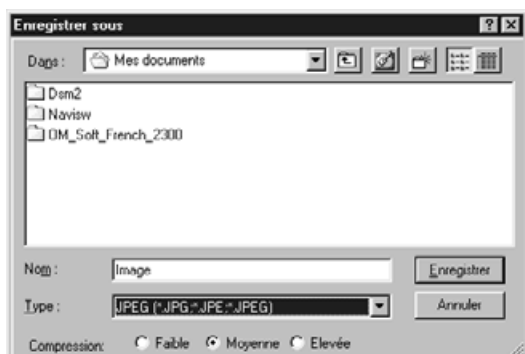 Enregistrer sous
Dans : Mes documents
Dsm2
Navisw
OM_Soft_French_2300
Nom : Image Enregistrer
Type : JPEG (*.JPG;*.JPE;*.JPEG) Annuler
Compression: Faible Moyenne Elevée